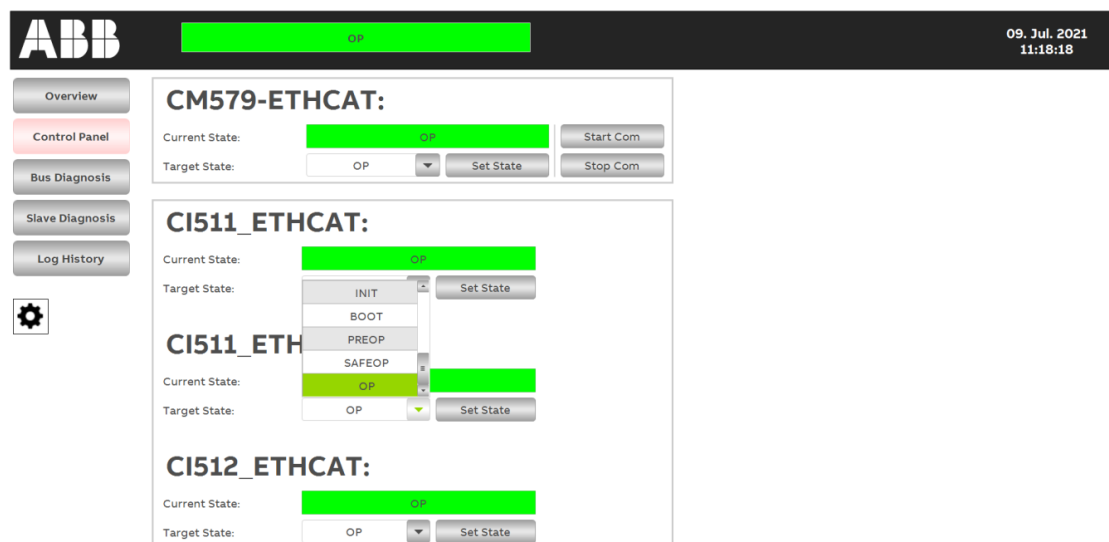 ABB
OP
09. Jul. 2021
11:18:18
Overview
Control Panel
Bus Diagnosis
Slave Diagnosis
Log History
CM579-ETHCAT:
Current State:
OP
Start Com
Target State:
OP
Set State
Stop Com
CI511_ETHCAT:
Current State:
OP
Target State:
Set State
INIT
BOOT
PREOP
SAFEOP
OP
CI511_ETH
Current State:
Target State:
OP
Set State
CI512_ETHCAT:
Current State:
OP
Target State:
OP
Set State